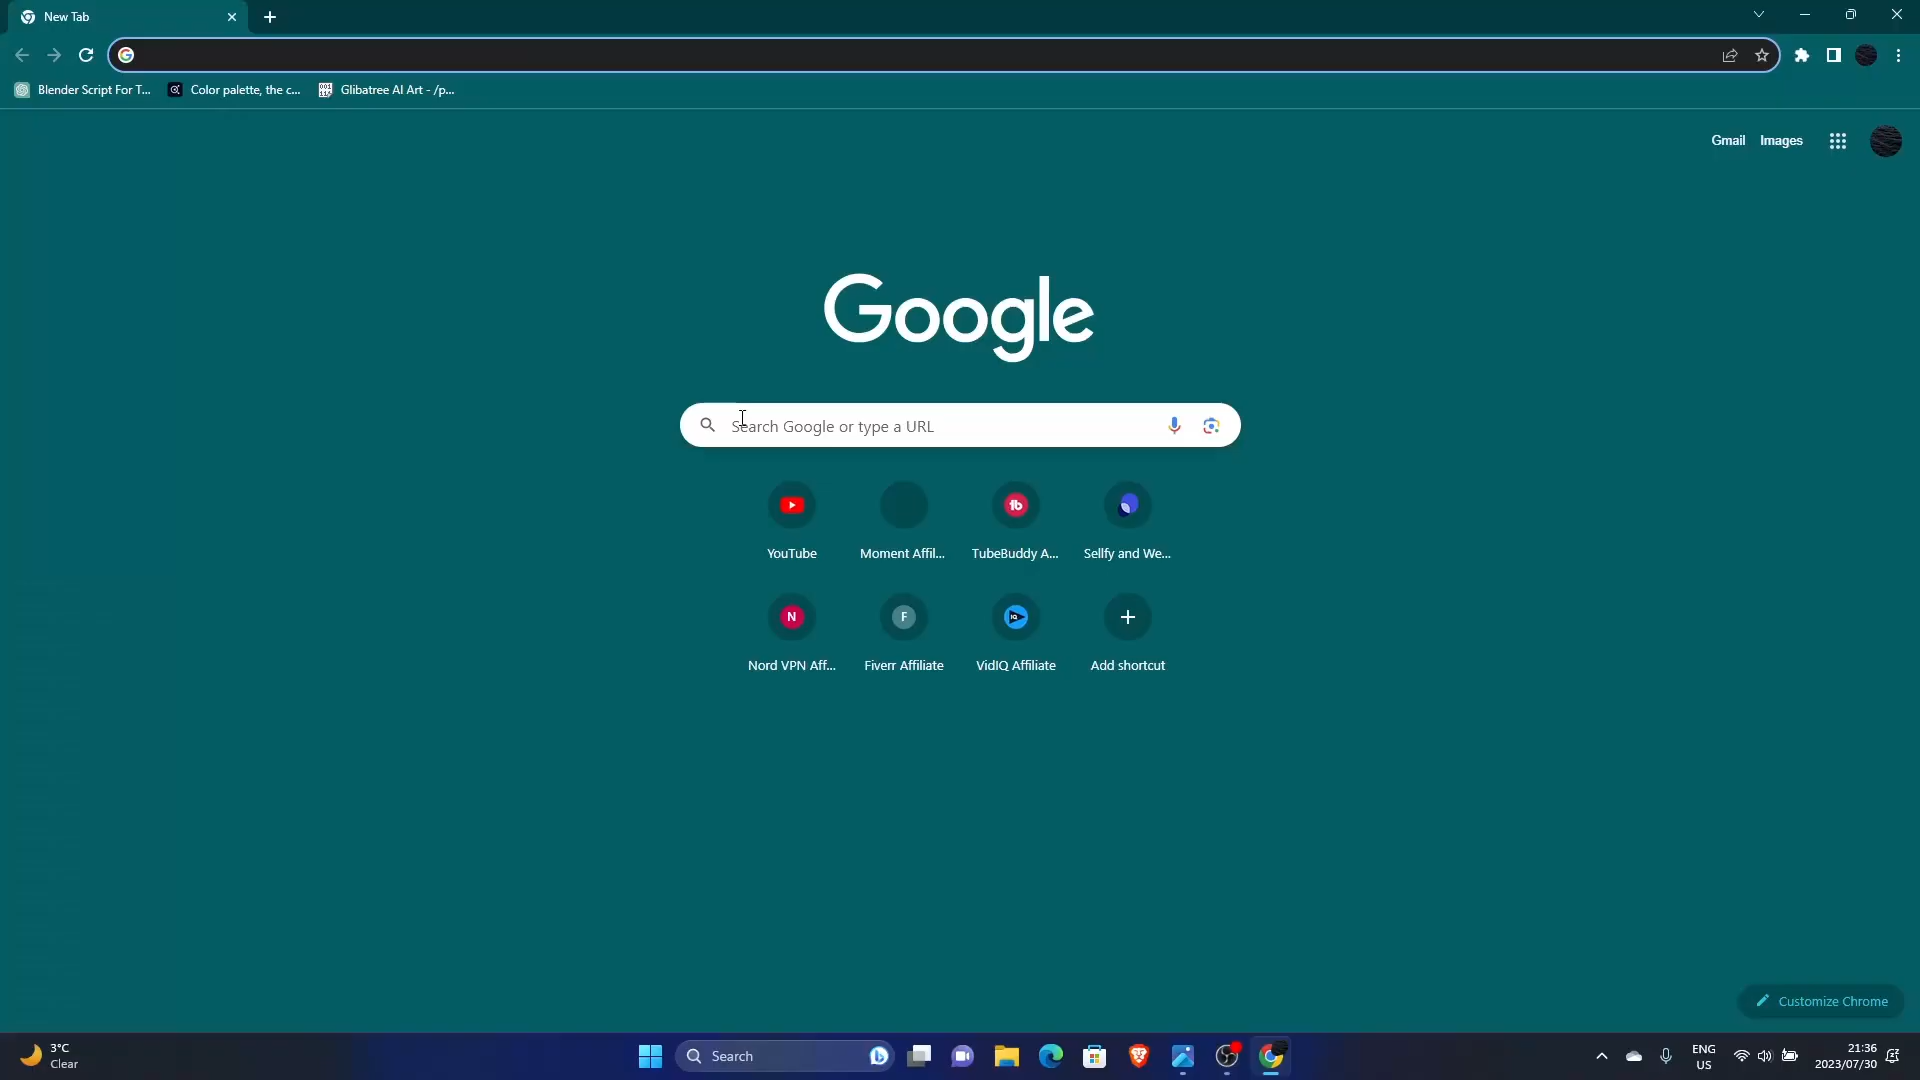 New Tab
Blender Script For T...
Color palette, the c...
Glibatree AI Art - /p...
Gmail
Images
Google
Search Google or type a URL
YouTube
Moment Affil...
TubeBuddy A...
Sellfy and We...
Nord VPN Aff...
Fiverr Affiliate
VidIQ Affiliate
Add shortcut
Customize Chrome
3°C
Clear
Search
ENG
US
21:36
2023/07/30